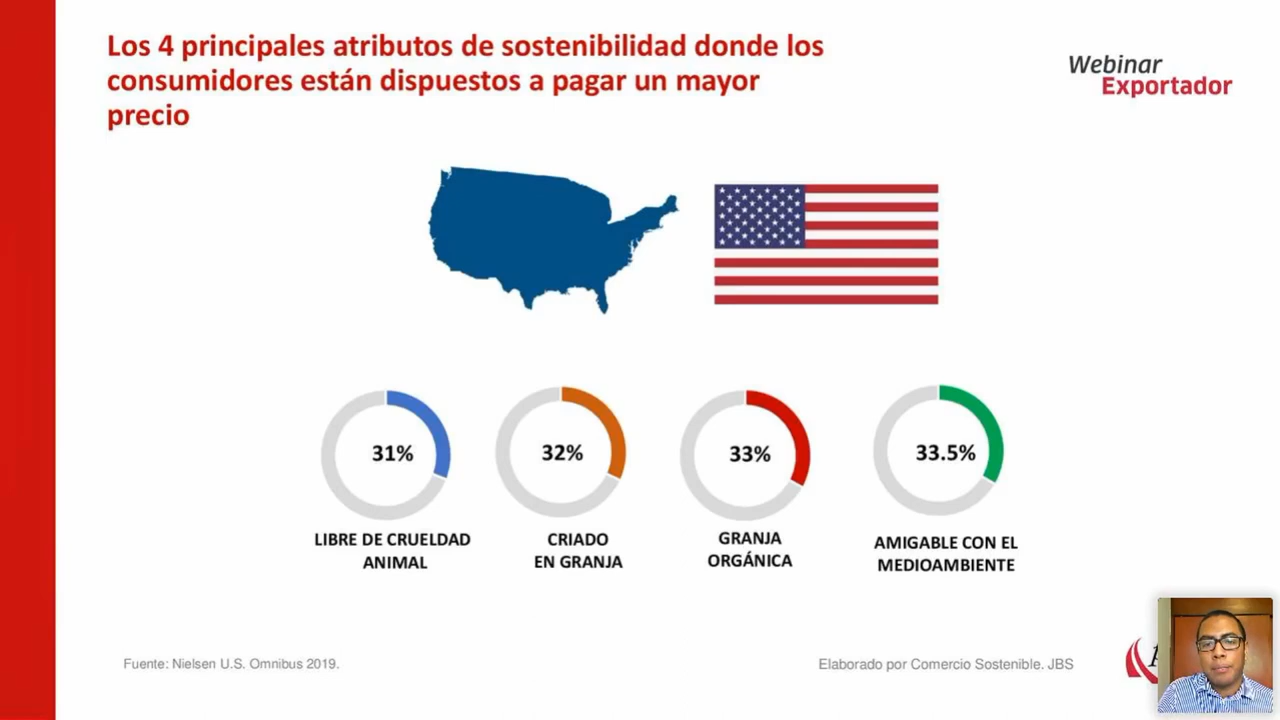 Los 4 principales atributos de sostenibilidad donde los
consumidores están dispuestos a pagar un mayor
precio
Webinar
Exportador
31%
32%
33%
33.5%
LIBRE DE CRUELDAD
ANIMAL
CRIADO
EN GRANJA
GRANJA
ORGÁNICA
AMIGABLE CON EL
MEDIOAMBIENTE
Fuente: Nielsen U.S. Omnibus 2019.
Elaborado por Comercio Sostenible. JBS